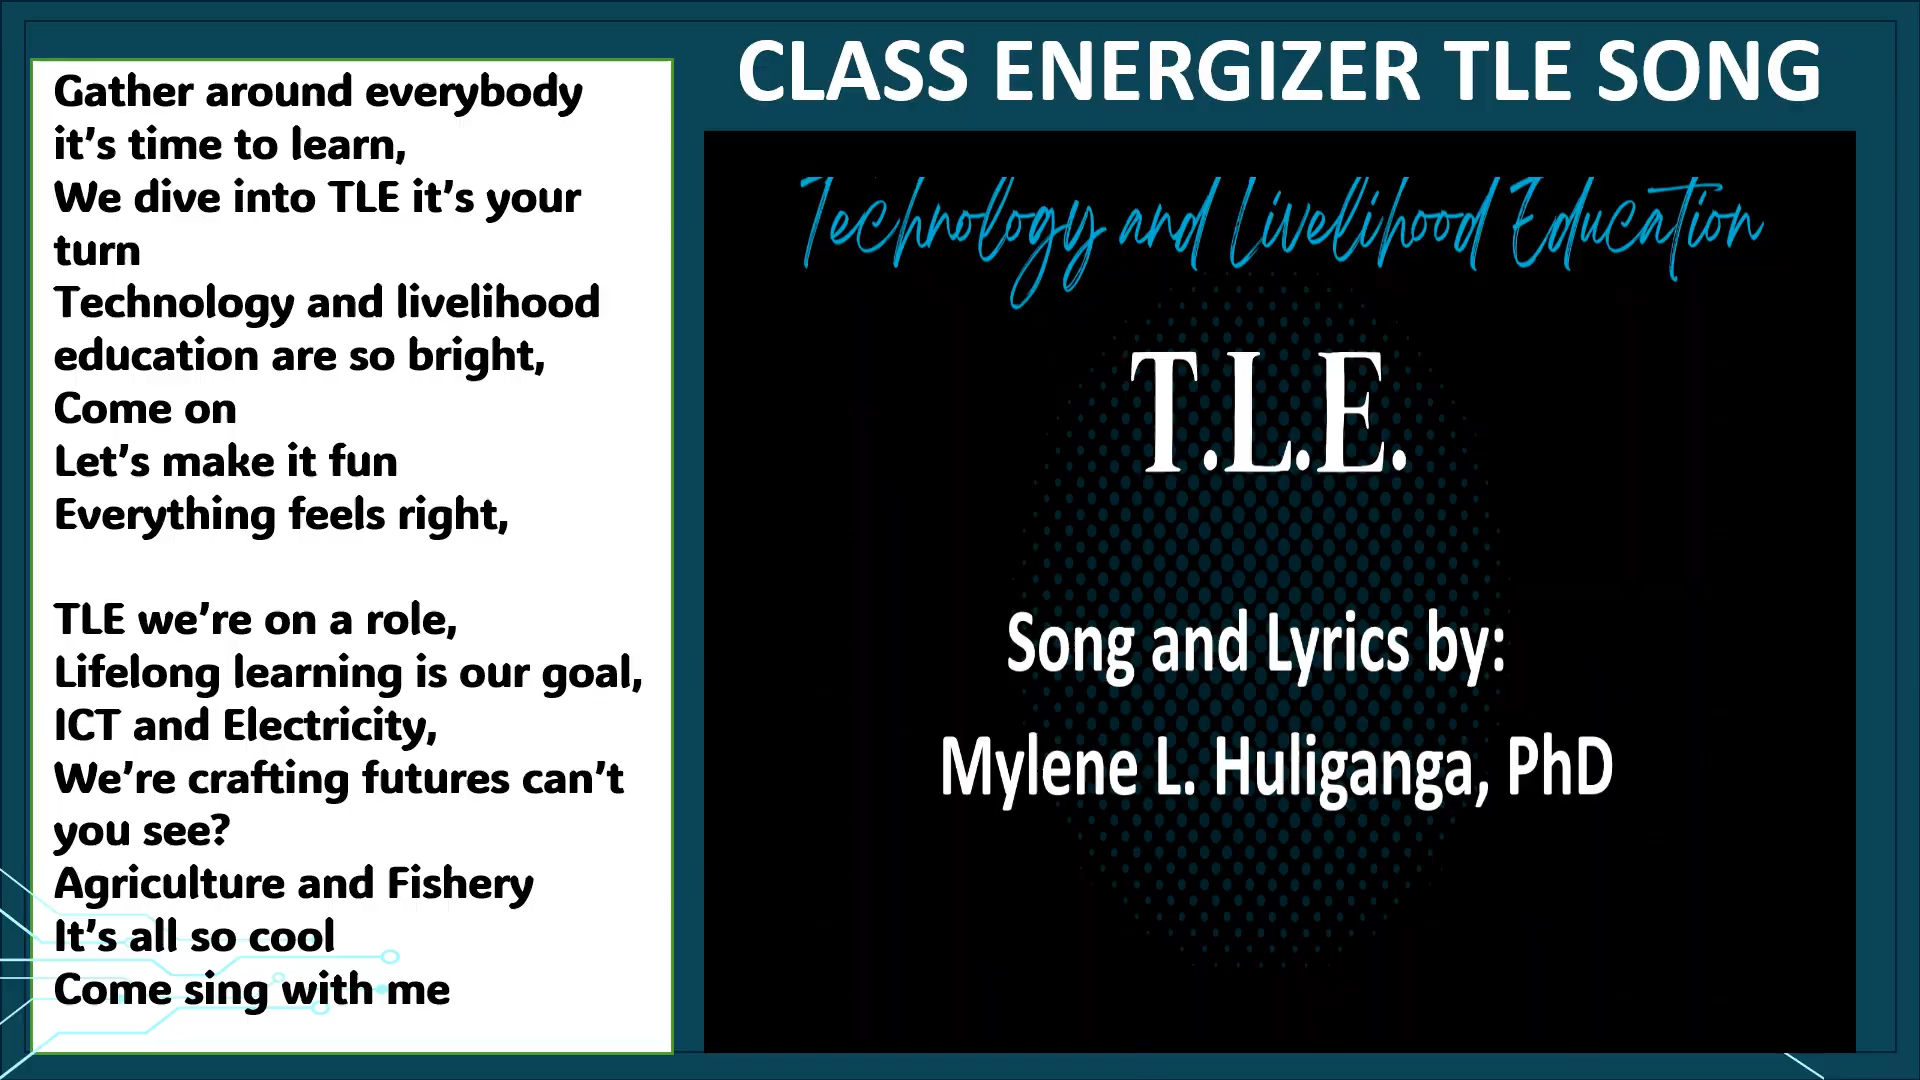 CLASS ENERGIZER TLE SONG
Gather around everybody
it's time to learn,
We dive into TLE it's your
turn
Technology and livelihood
education are so bright,
Come on
Let's make it fun
Everything feels right,
TLE we're on a role,
Lifelong learning is our goal,
ICT and Electricity,
We're crafting futures can't
you see?
Agriculture and Fishery
It's all so cool
Come sing with me
Technology and Livelihood Education
T.L.E.
Song and Lyrics by:
Mylene L. Huliganga, PhD